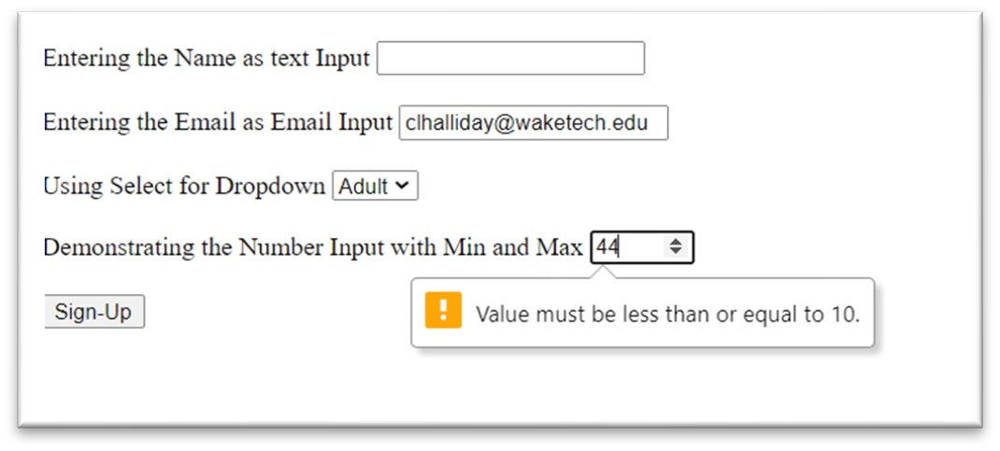 Entering the Name as text Input
Entering the Email as Email Input clhalliday@waketech.edu
Using Select for Dropdown Adult
Demonstrating the Number Input with Min and Max 44
Sign-Up
Value must be less than or equal to 10.